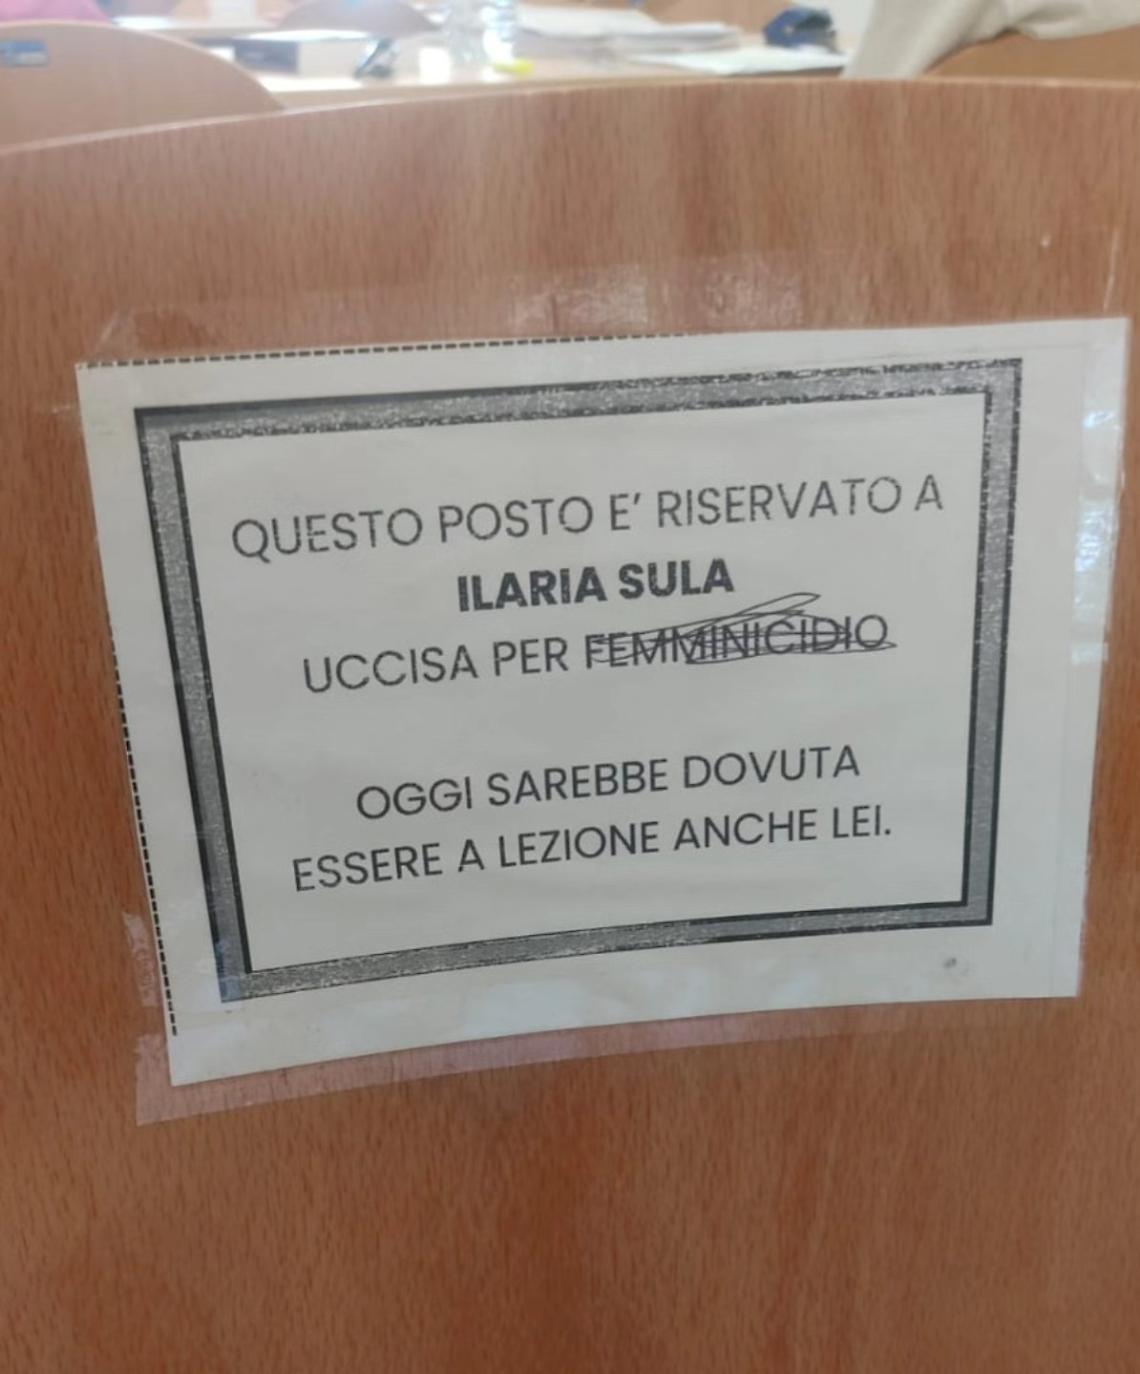 QUESTO POSTO E' RISERVATO A
ILARIA SULA
UCCISA PER FEMMINICIDIO
OGGI SAREBBE DOVUTA
ESSERE A LEZIONE ANCHE LEI.